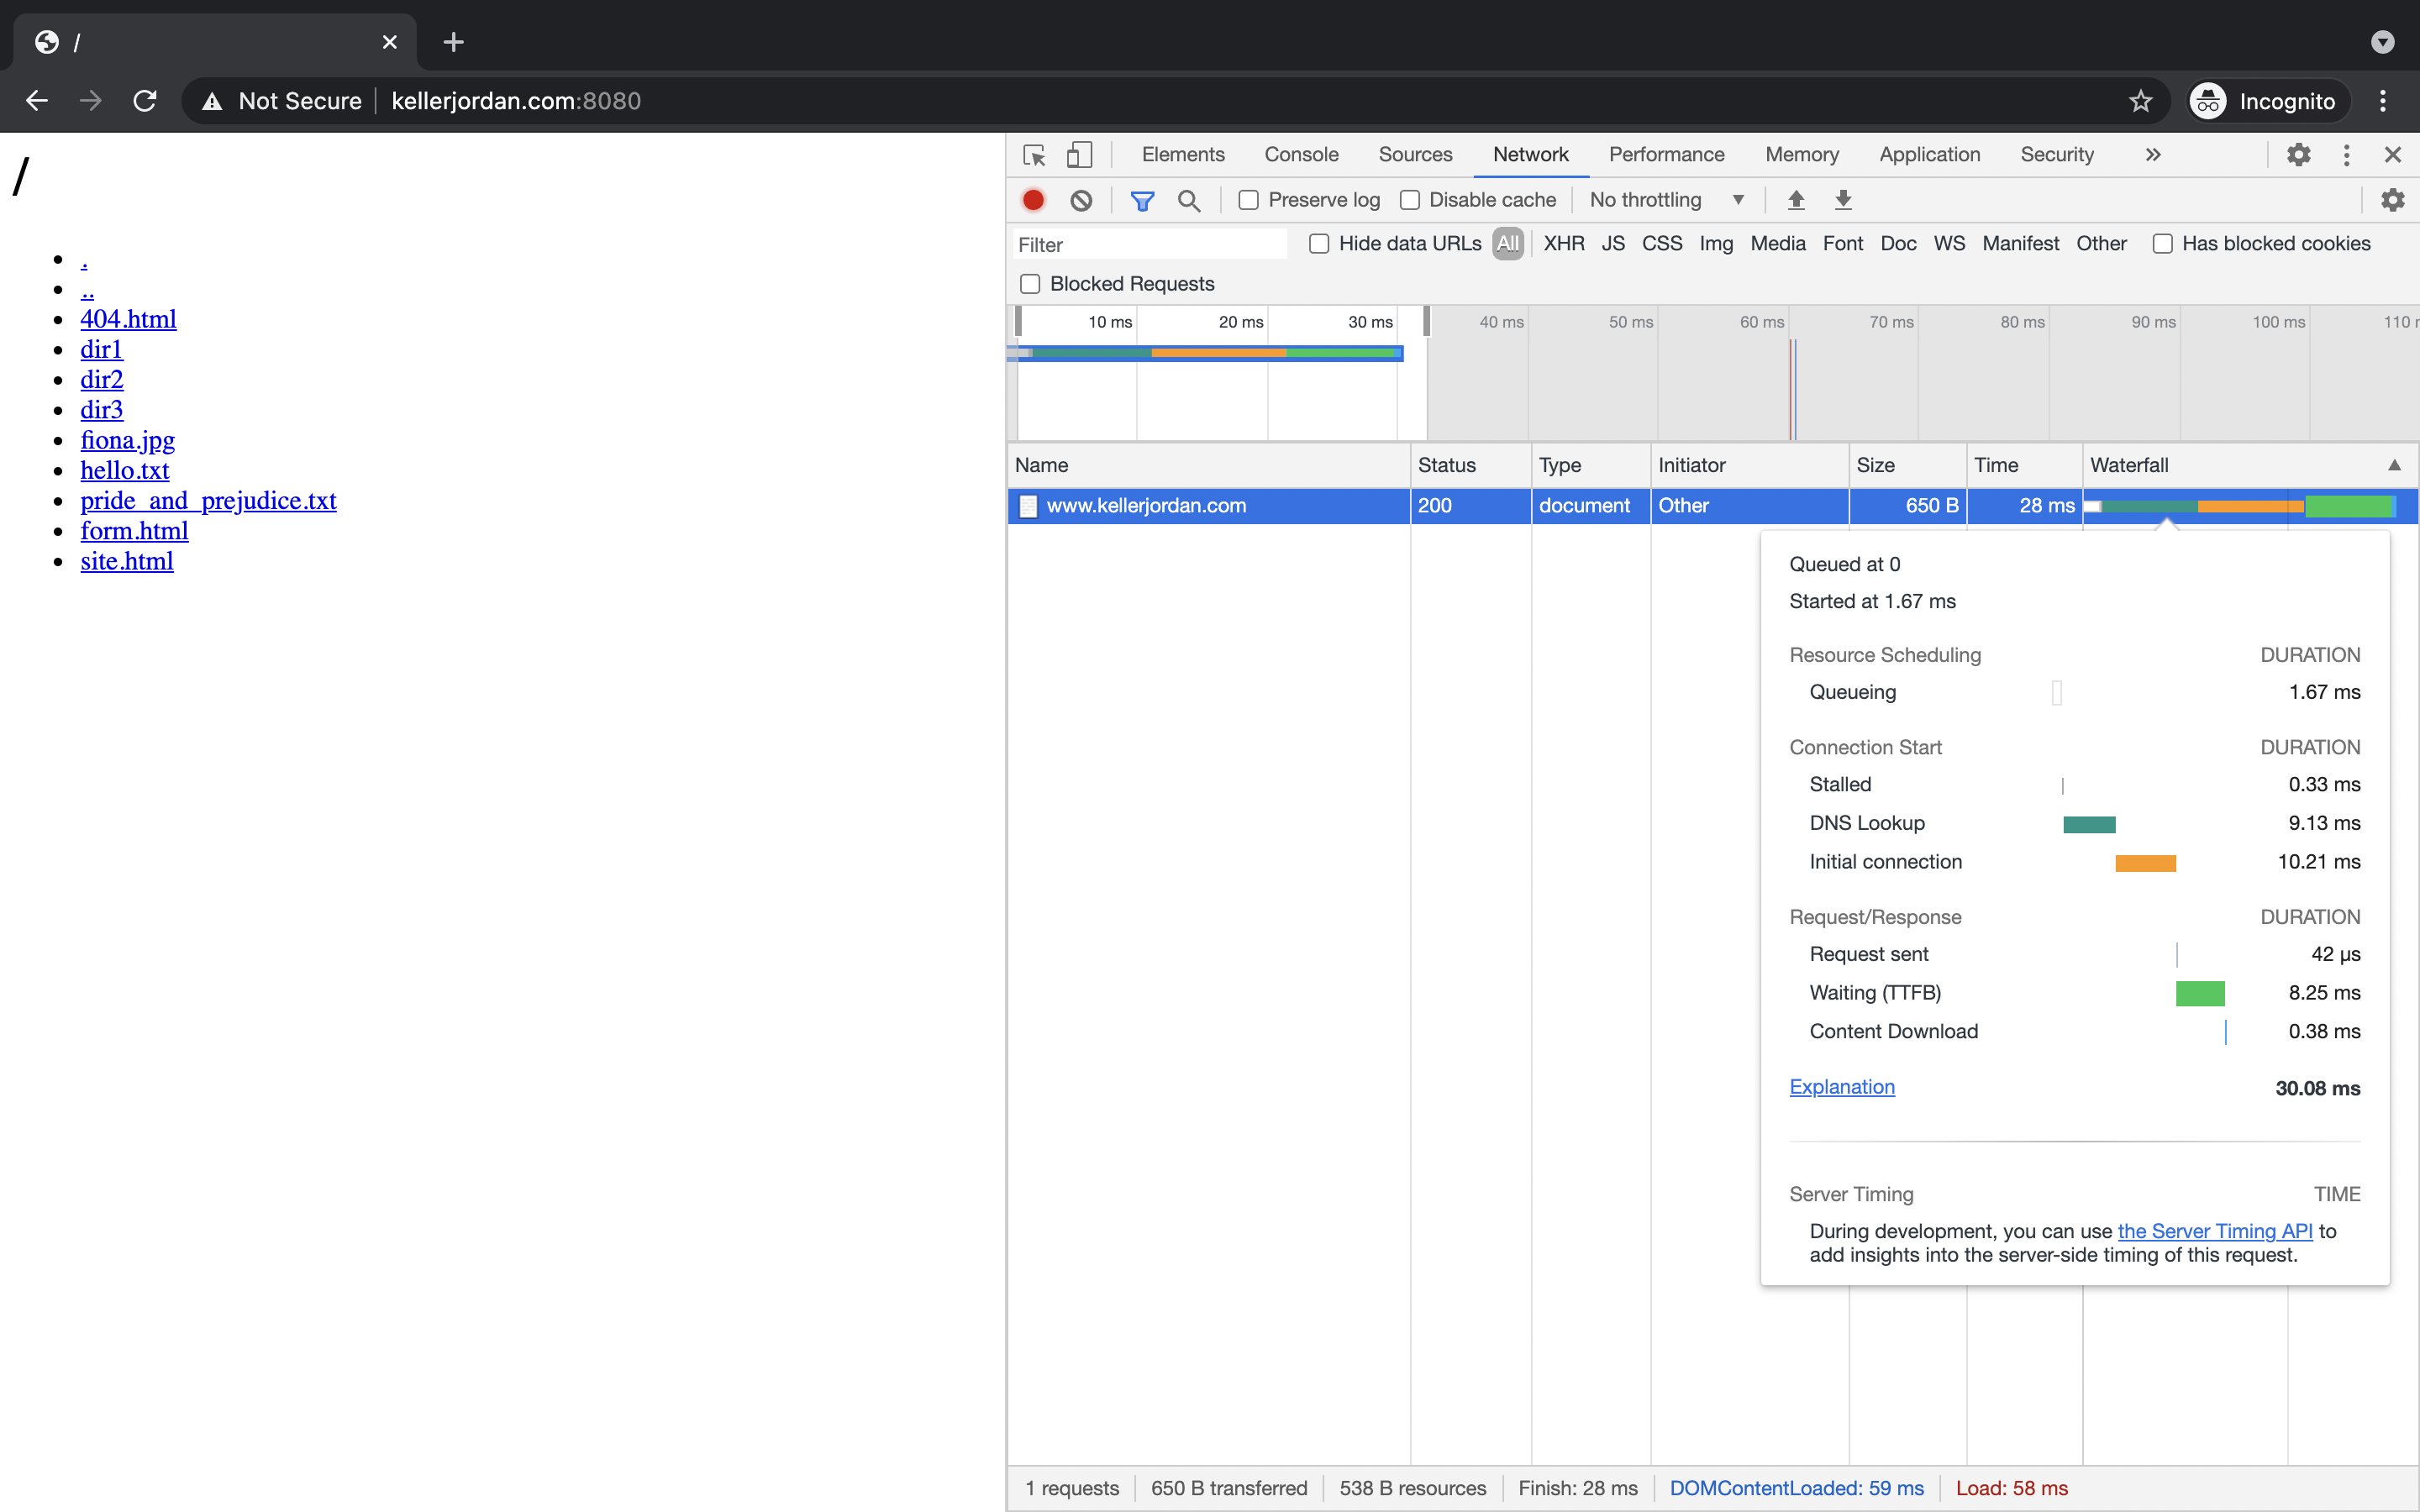 /
Not Secure kellerjordan.com:8080 Incognito
/
.
..
404.html
dir1
dir2
dir3
fiona.jpg
hello.txt
pride_and_prejudice.txt
form.html
site.html
Elements Console Sources Network Performance Memory Application Security
Preserve log Disable cache No throttling
Filter Hide data URLs All XHR JS CSS Img Media Font Doc WS Manifest Other Has blocked cookies
Blocked Requests
10 ms 20 ms 30 ms 40 ms 50 ms 60 ms 70 ms 80 ms 90 ms 100 ms 110
Name Status Type Initiator Size Time Waterfall
www.kellerjordan.com 200 document Other 650 B 28 ms
Queued at 0
Started at 1.67 ms
Resource Scheduling DURATION
Queueing 1.67 ms
Connection Start DURATION
Stalled 0.33 ms
DNS Lookup 9.13 ms
Initial connection 10.21 ms
Request/Response DURATION
Request sent 42 µs
Waiting (TTFB) 8.25 ms
Content Download 0.38 ms
Explanation 30.08 ms
Server Timing TIME
During development, you can use the Server Timing API to
add insights into the server-side timing of this request.
1 requests 650 B transferred 538 B resources Finish: 28 ms DOMContentLoaded: 59 ms Load: 58 ms